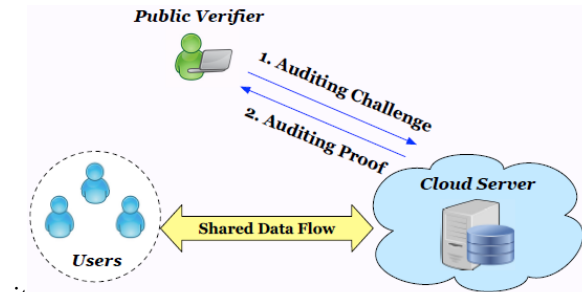 Public Verifier
1. Auditing Challenge
2. Auditing Proof
Cloud Server
Shared Data Flow
Users